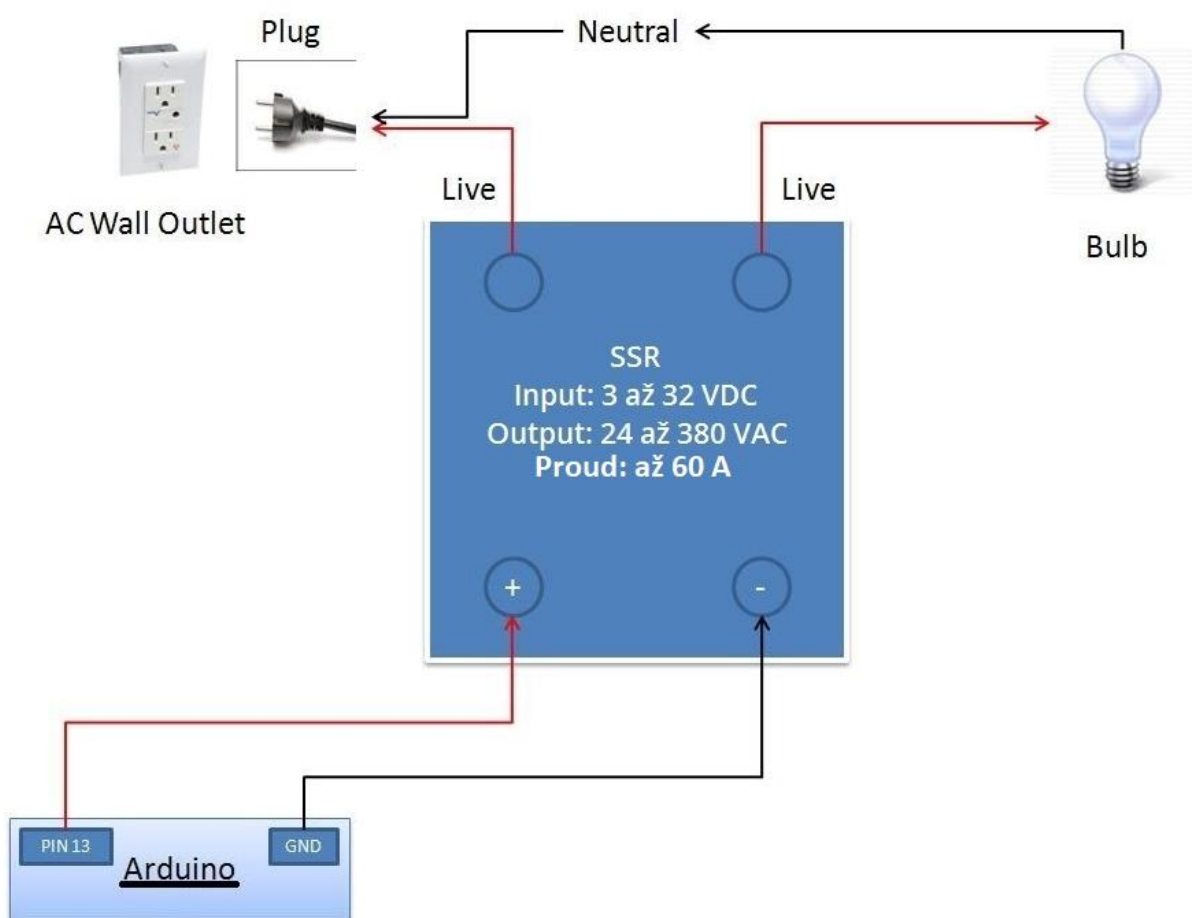 Plug
Neutral
AC Wall Outlet
Live
Live
Bulb
SSR
Input: 3 až 32 VDC
Output: 24 až 380 VAC
Proud: až 60 A
+
-
PIN 13
GND
Arduino